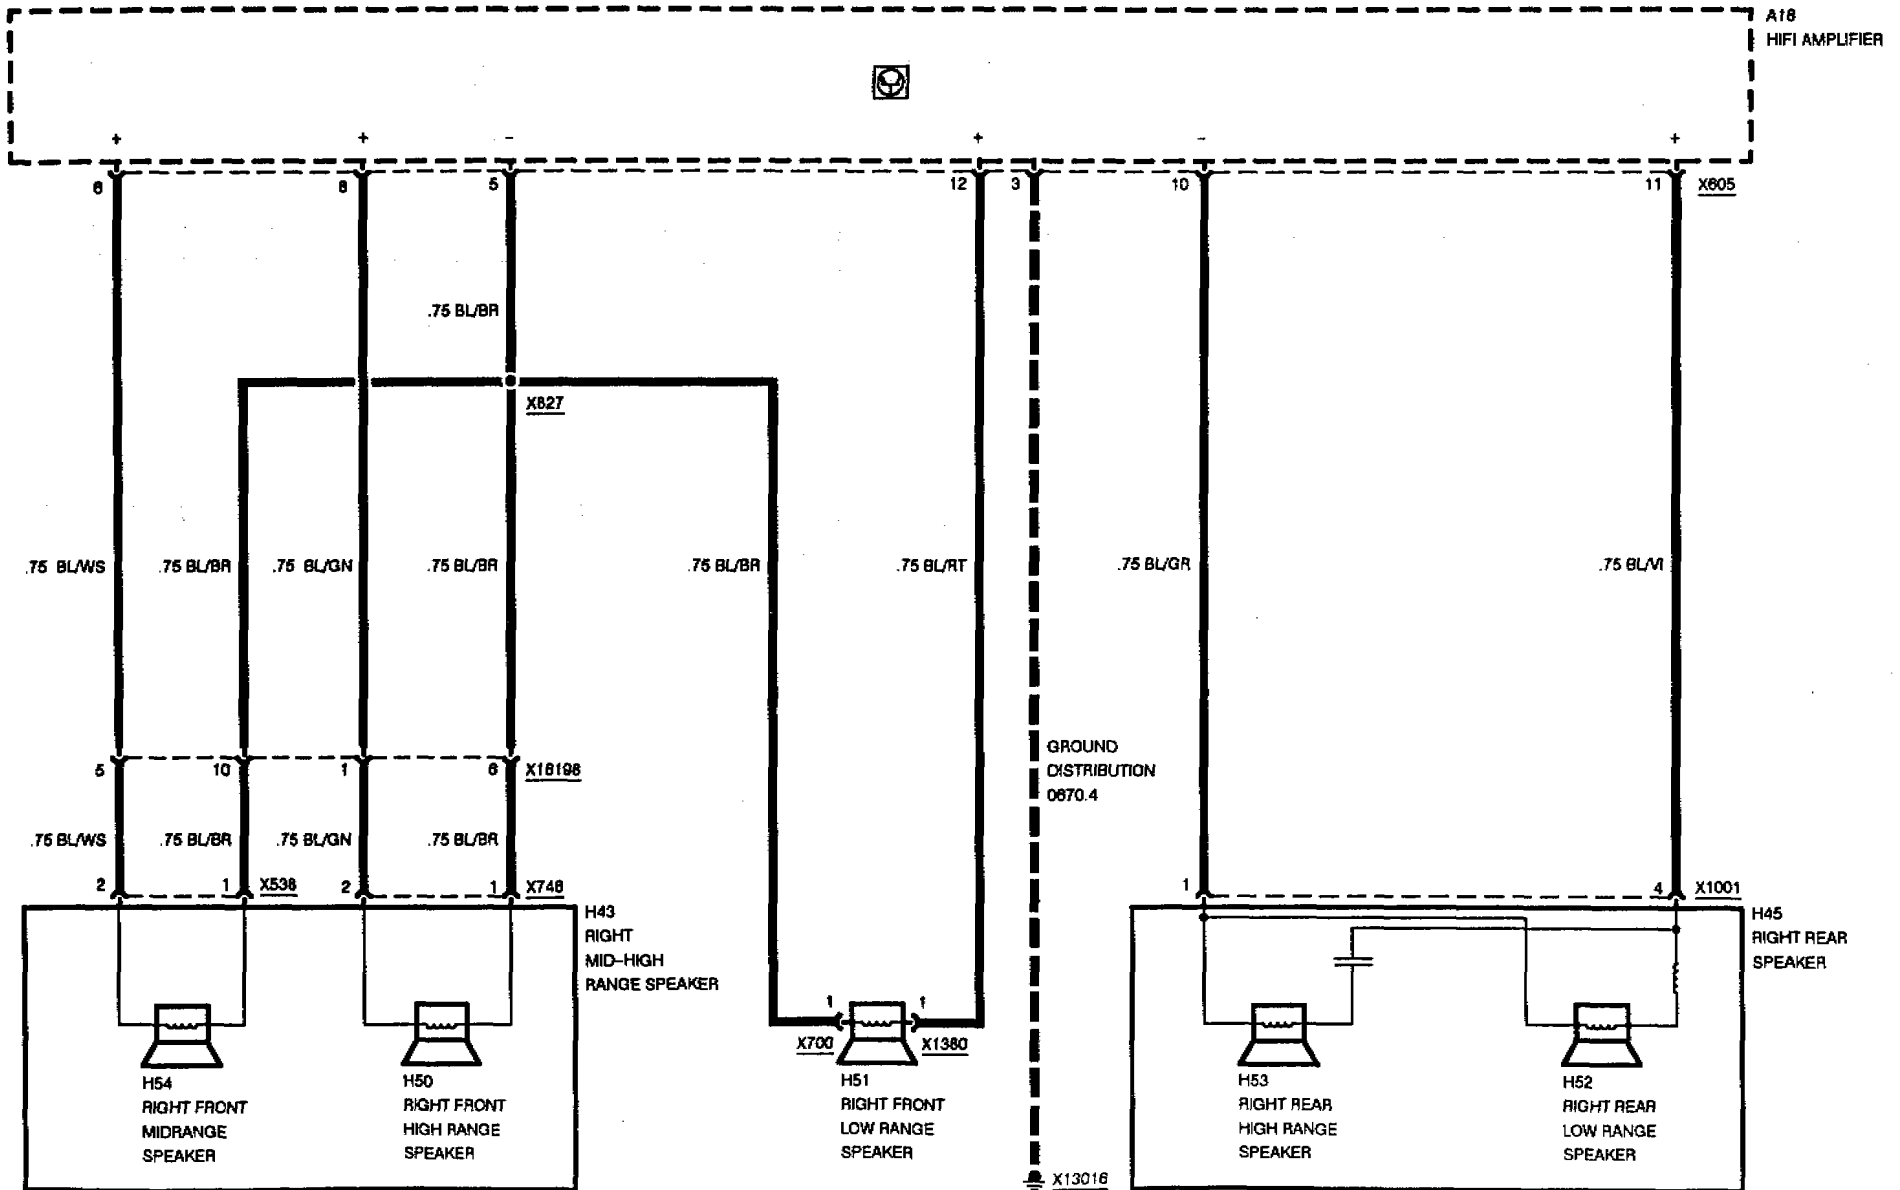 A18
HIFI AMPLIFIER
+ + - + - +
6 8 5 12 3 10 11 X605
.75 BL/BR
X827
.75 BL/WS .75 BL/BR .75 BL/GN .75 BL/BR .75 BL/BR .75 BL/RT .75 BL/GR .75 BL/VI
GROUND
DISTRIBUTION
0670.4
5 10 1 6 X18198
.75 BL/WS .75 BL/BR .75 BL/GN .75 BL/BR
2 1 X538 2 1 X748 1 4 X1001
H43
RIGHT
MID-HIGH
RANGE SPEAKER
H45
RIGHT REAR
SPEAKER
1 1
X700 X1380
H54
RIGHT FRONT
MIDRANGE
SPEAKER
H50
RIGHT FRONT
HIGH RANGE
SPEAKER
H51
RIGHT FRONT
LOW RANGE
SPEAKER
H53
RIGHT REAR
HIGH RANGE
SPEAKER
H52
RIGHT REAR
LOW RANGE
SPEAKER
X13016